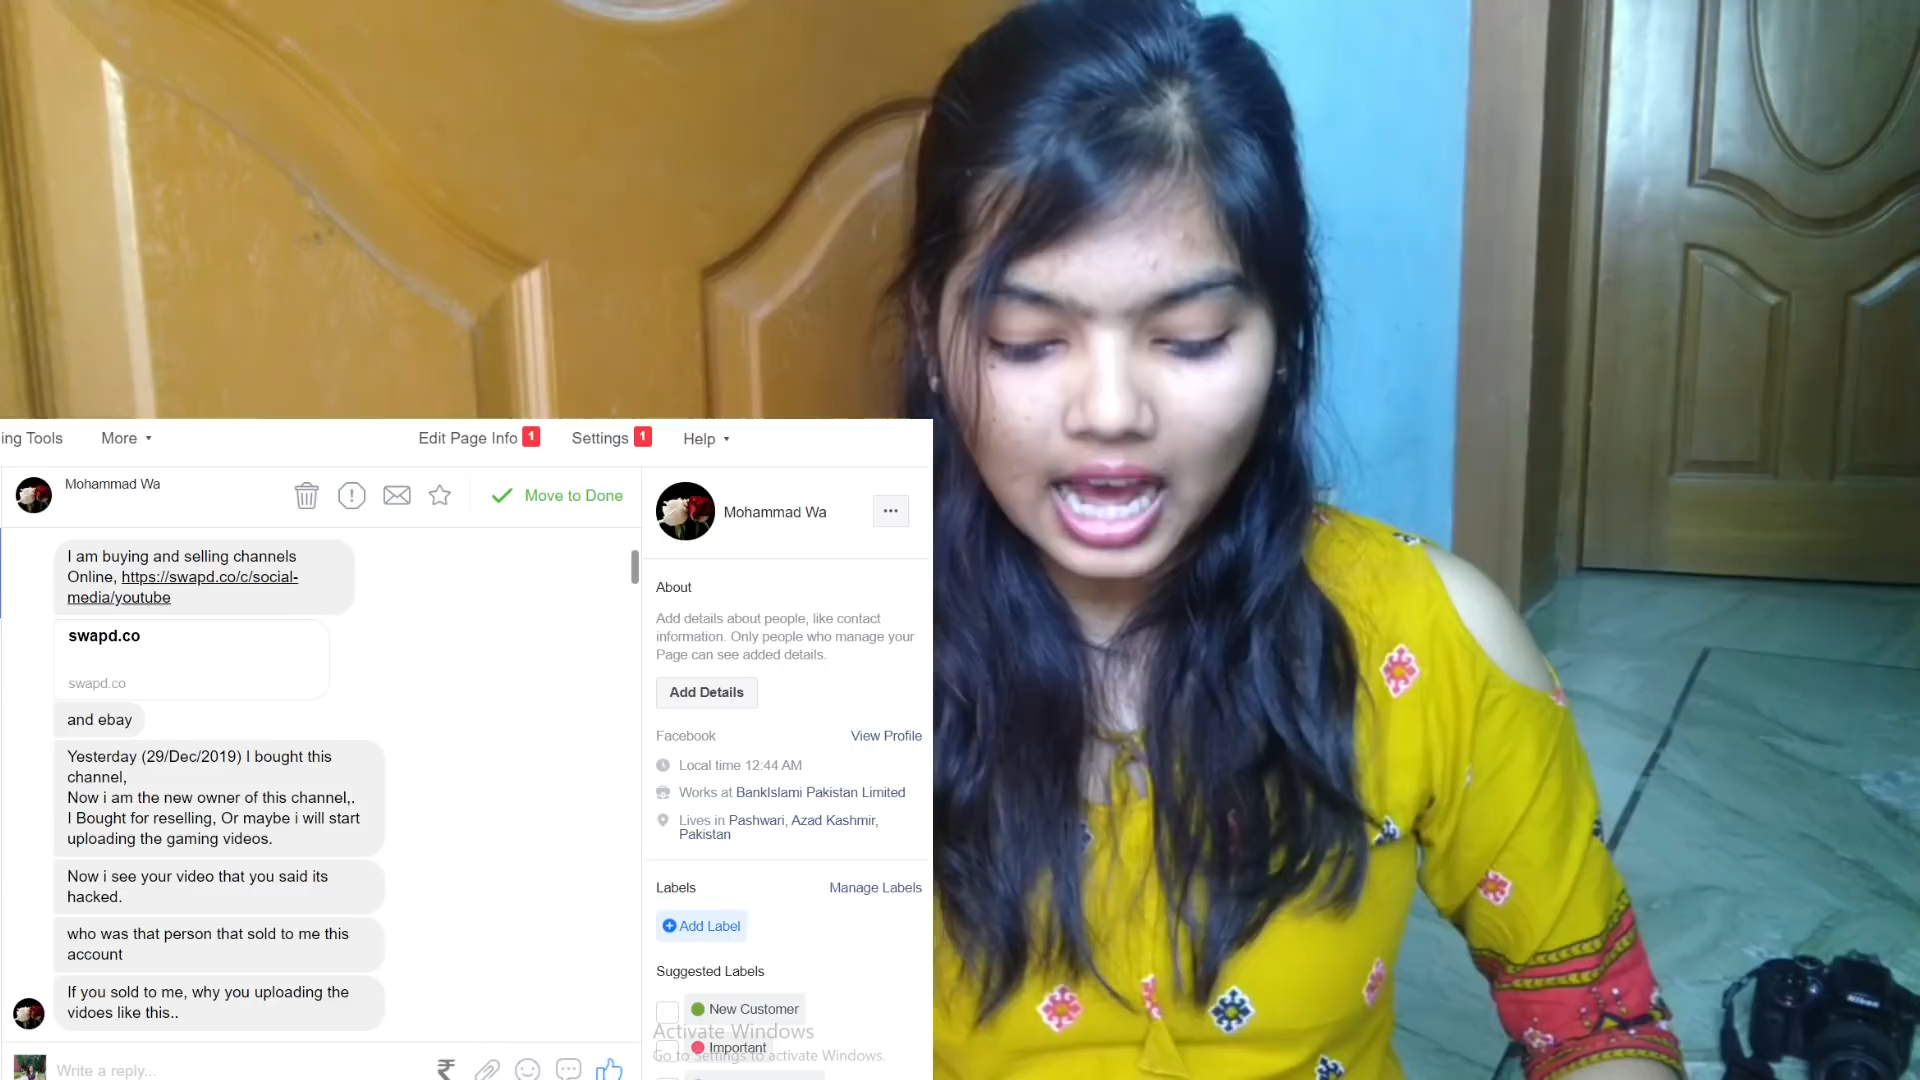 ing Tools More Edit Page Info 1 Settings 1 Help
Mohammad Wa
Move to Done
I am buying and selling channels
Online, https://swapd.co/c/social-
media/youtube
swapd.co
swapd.co
and ebay
Yesterday (29/Dec/2019) I bought this
channel,
Now i am the new owner of this channel,.
I Bought for reselling, Or maybe i will start
uploading the gaming videos.
Now i see your video that you said its
hacked.
who was that person that sold to me this
account
If you sold to me, why you uploading the
vidoes like this..
Write a reply...
₹
Mohammad Wa
About
Add details about people, like contact
information. Only people who manage your
Page can see added details.
Add Details
Facebook View Profile
Local time 12:44 AM
Works at BankIslami Pakistan Limited
Lives in Pashwari, Azad Kashmir,
Pakistan
Labels Manage Labels
Add Label
Suggested Labels
New Customer
Activate Windows
Important
Go to Settings to activate Windows.
Nikon